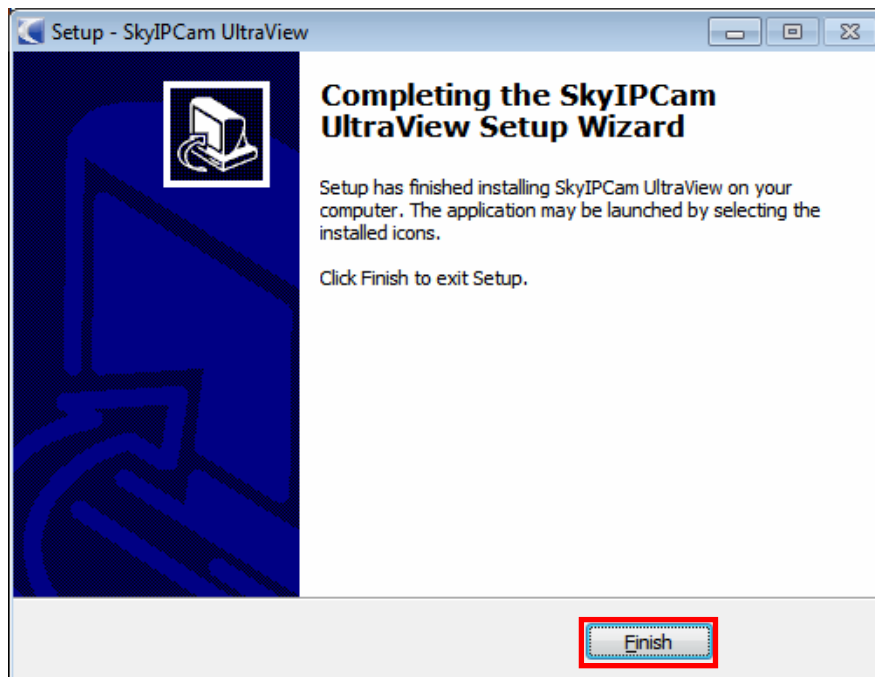 Setup - SkyIPCam UltraView
Completing the SkyIPCam
UltraView Setup Wizard
Setup has finished installing SkyIPCam UltraView on your
computer. The application may be launched by selecting the
installed icons.
Click Finish to exit Setup.
Finish